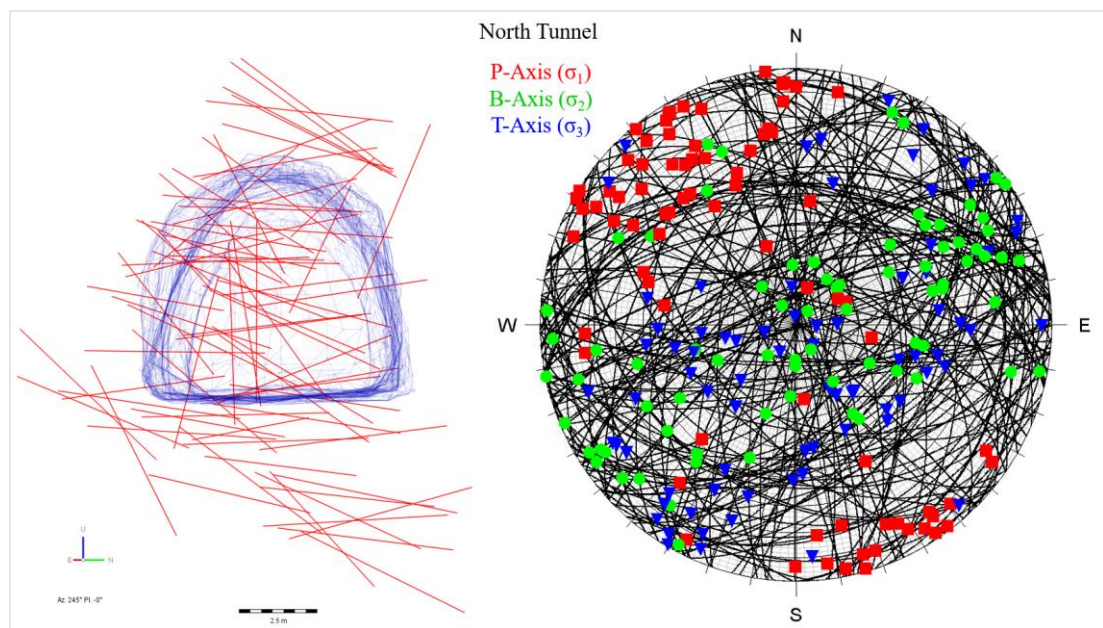 North Tunnel
P-Axis (σ₁)
B-Axis (σ₂)
T-Axis (σ₃)
N
W
E
S
U
E
N
Az. 245° Pl. -0°
2.5 m